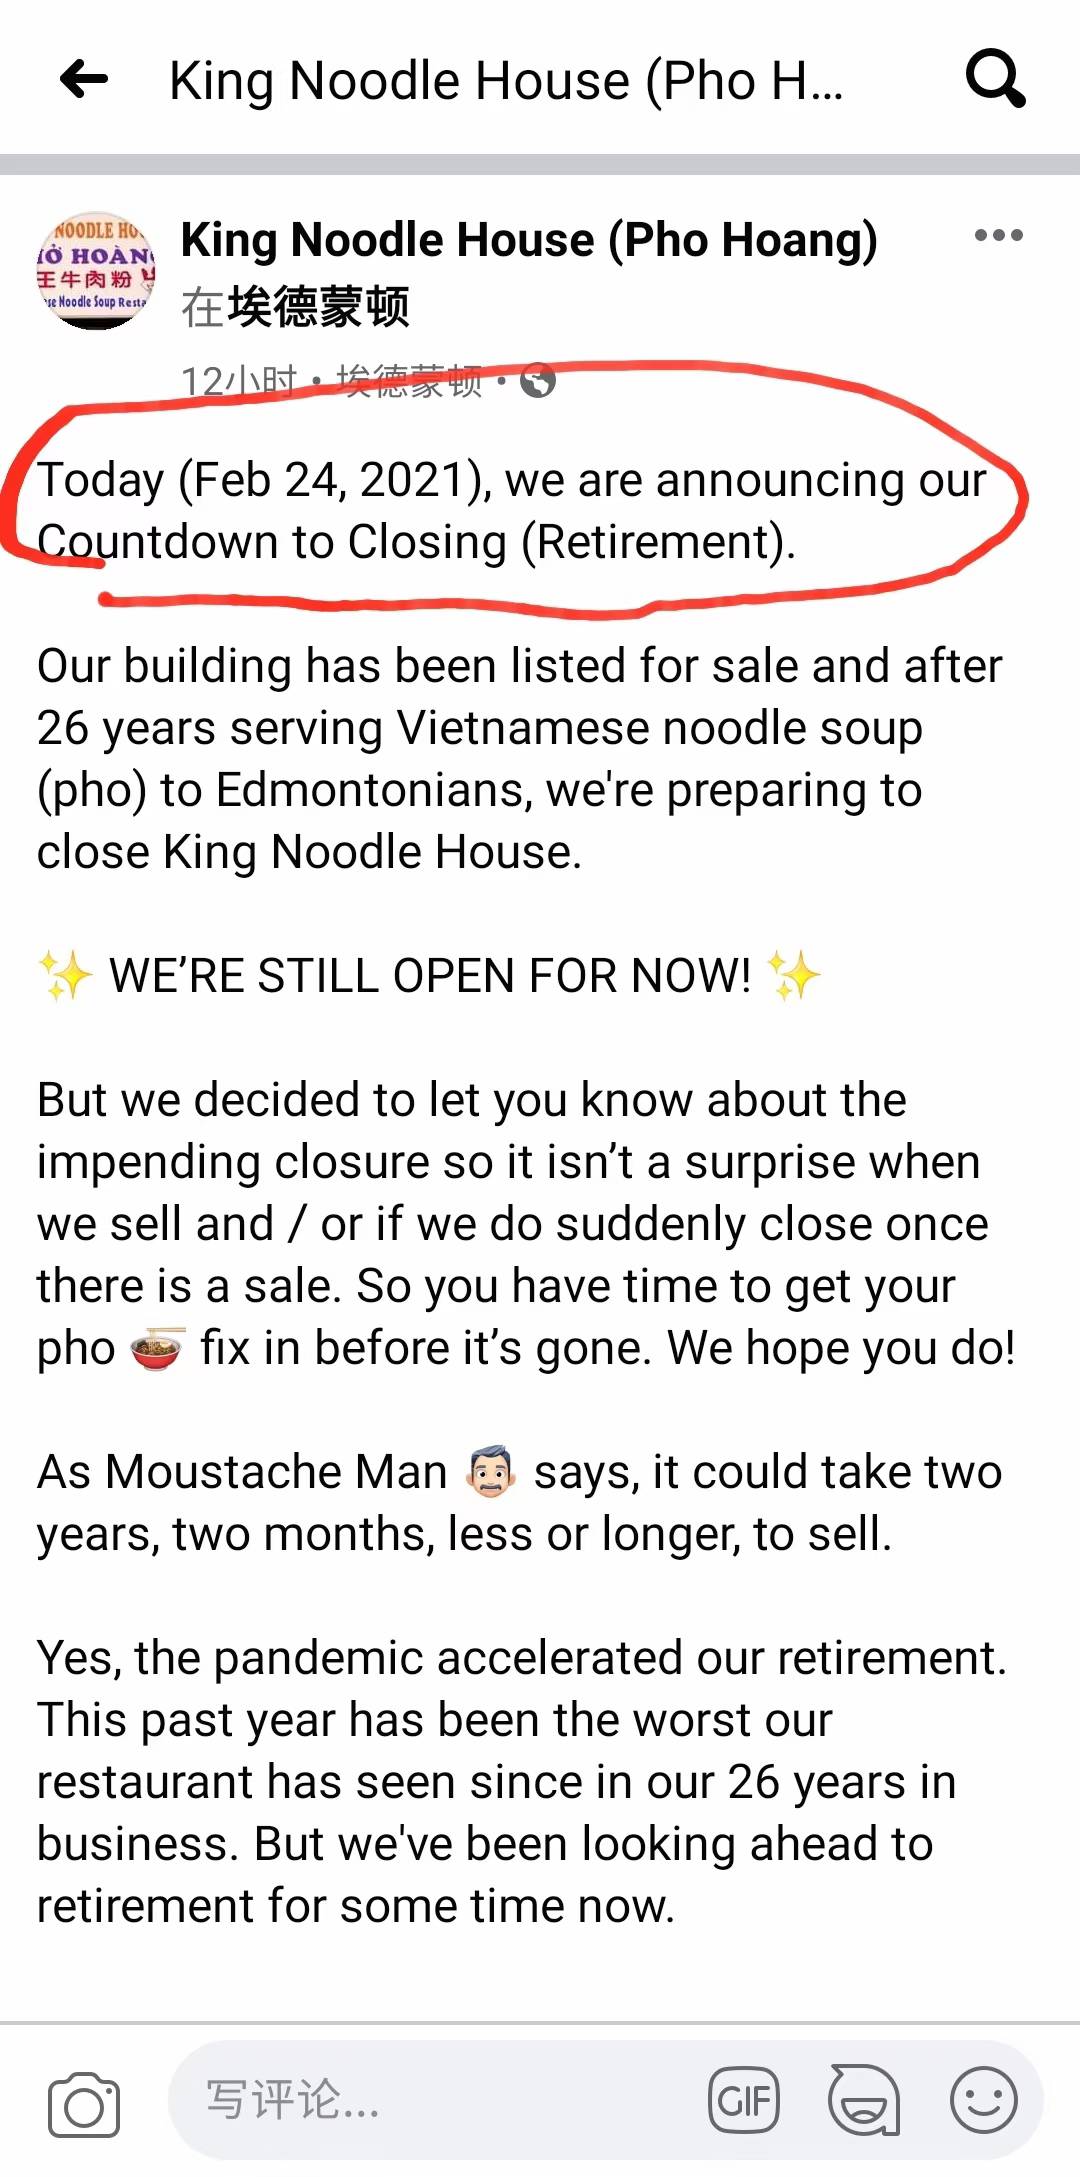 King Noodle House (Pho H...
NOODLE HO
Ở HOÀN
王牛肉粉
se Noodle Soup Resta
King Noodle House (Pho Hoang)
在埃德蒙顿
12小时 · 埃德蒙顿 ·
Today (Feb 24, 2021), we are announcing our
Countdown to Closing (Retirement).
Our building has been listed for sale and after
26 years serving Vietnamese noodle soup
(pho) to Edmontonians, we're preparing to
close King Noodle House.
✨ WE’RE STILL OPEN FOR NOW! ✨
But we decided to let you know about the
impending closure so it isn’t a surprise when
we sell and / or if we do suddenly close once
there is a sale. So you have time to get your
pho 🍜 fix in before it’s gone. We hope you do!
As Moustache Man 👨🏻 says, it could take two
years, two months, less or longer, to sell.
Yes, the pandemic accelerated our retirement.
This past year has been the worst our
restaurant has seen since in our 26 years in
business. But we've been looking ahead to
retirement for some time now.
写评论...
GIF